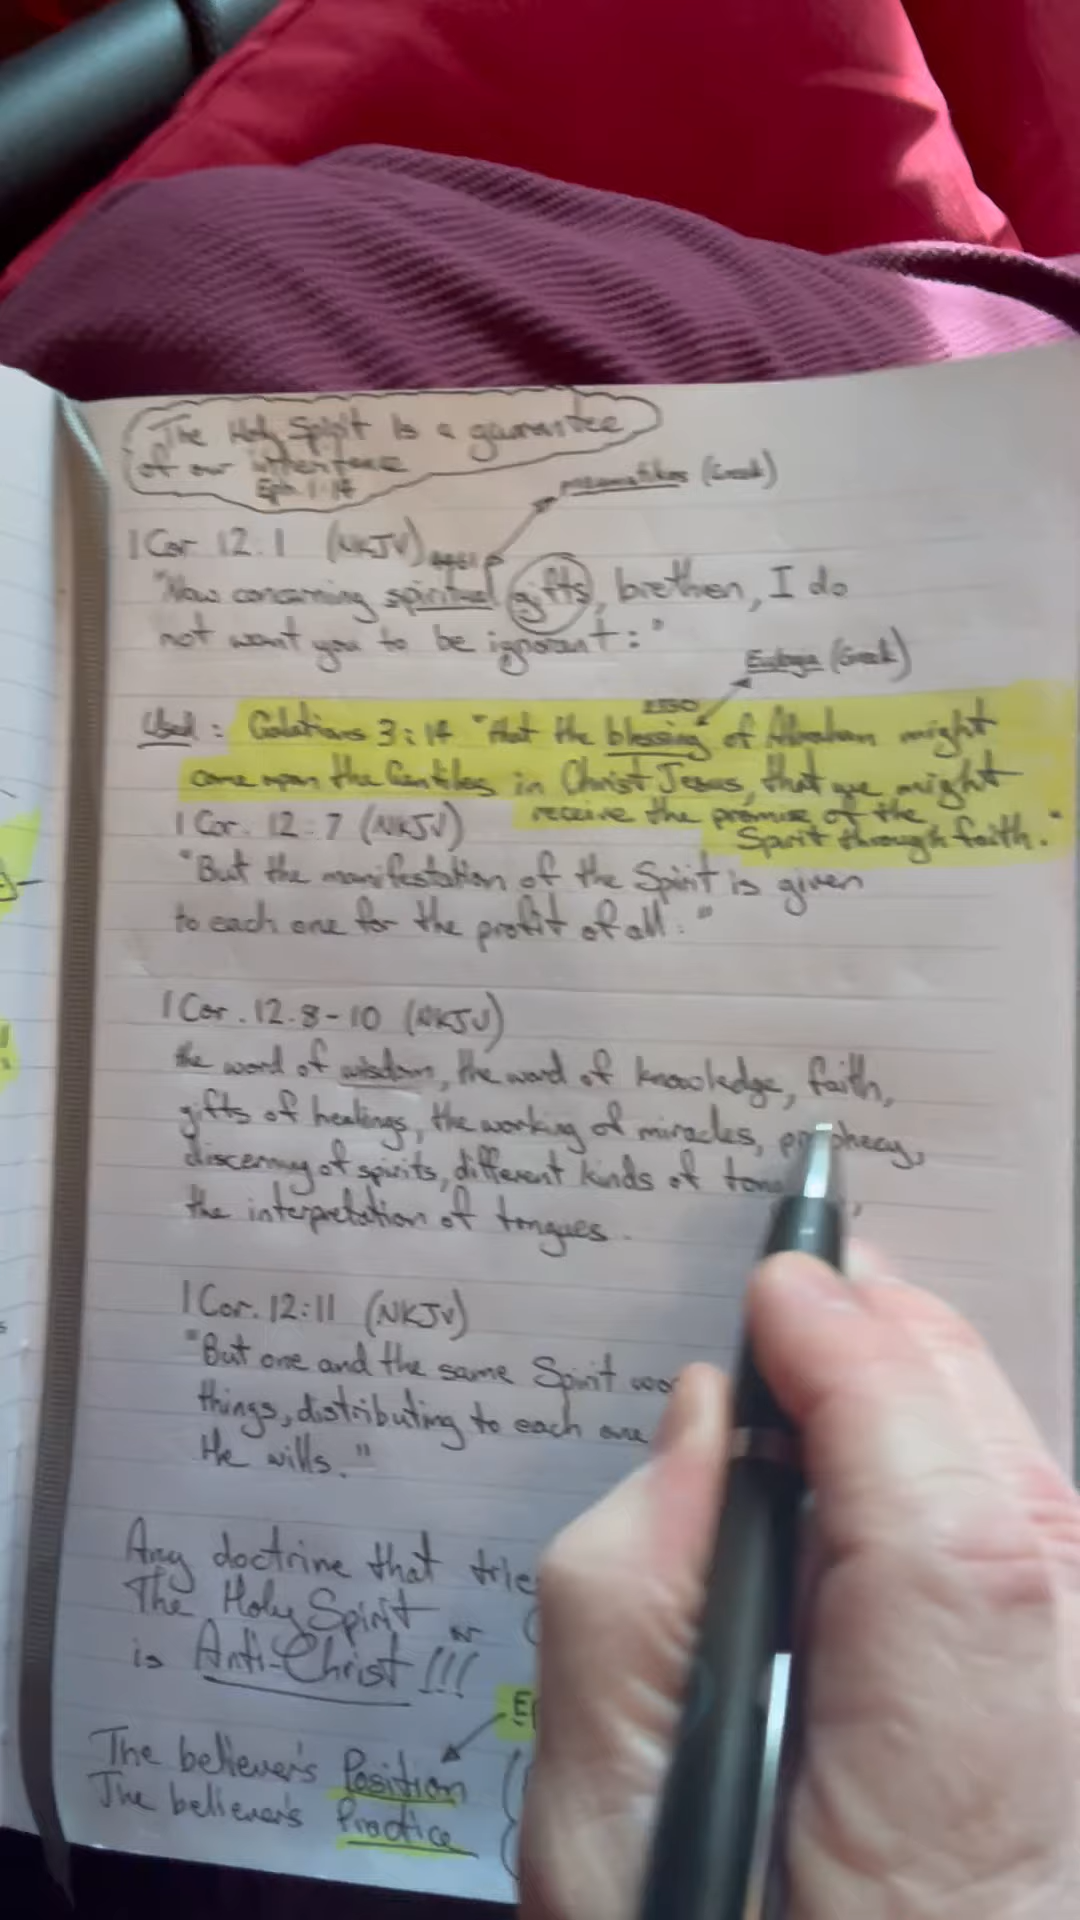 The Holy Spirit is a guarantee
of our inheritance
Eph. 1:14
pneumatikos (Greek)
1 Cor 12.1 (NKJV)
"Now concerning spiritual gifts, brethen, I do
not want you to be ignorant:"
Eulogia (Greek)
Used: Galatians 3:14 "that the blessing of Abraham might
come upon the Gentiles in Christ Jesus, that we might
receive the promise of the
Spirit through faith."
1 Cor. 12:7 (NKJV)
"But the manifestation of the Spirit is given
to each one for the profit of all:"
1 Cor. 12.8-10 (NKJV)
the word of wisdom, the word of knowledge, faith,
gifts of healings, the working of miracles, prophecy,
discerning of spirits, different kinds of
the interpretation of tongues.
1 Cor. 12:11 (NKJV)
"But one and the same Spirit
things, distributing to each one
He wills."
Any doctrine that
The Holy Spirit or
is Anti-Christ!!!
The believer's Position
The believer's Practice